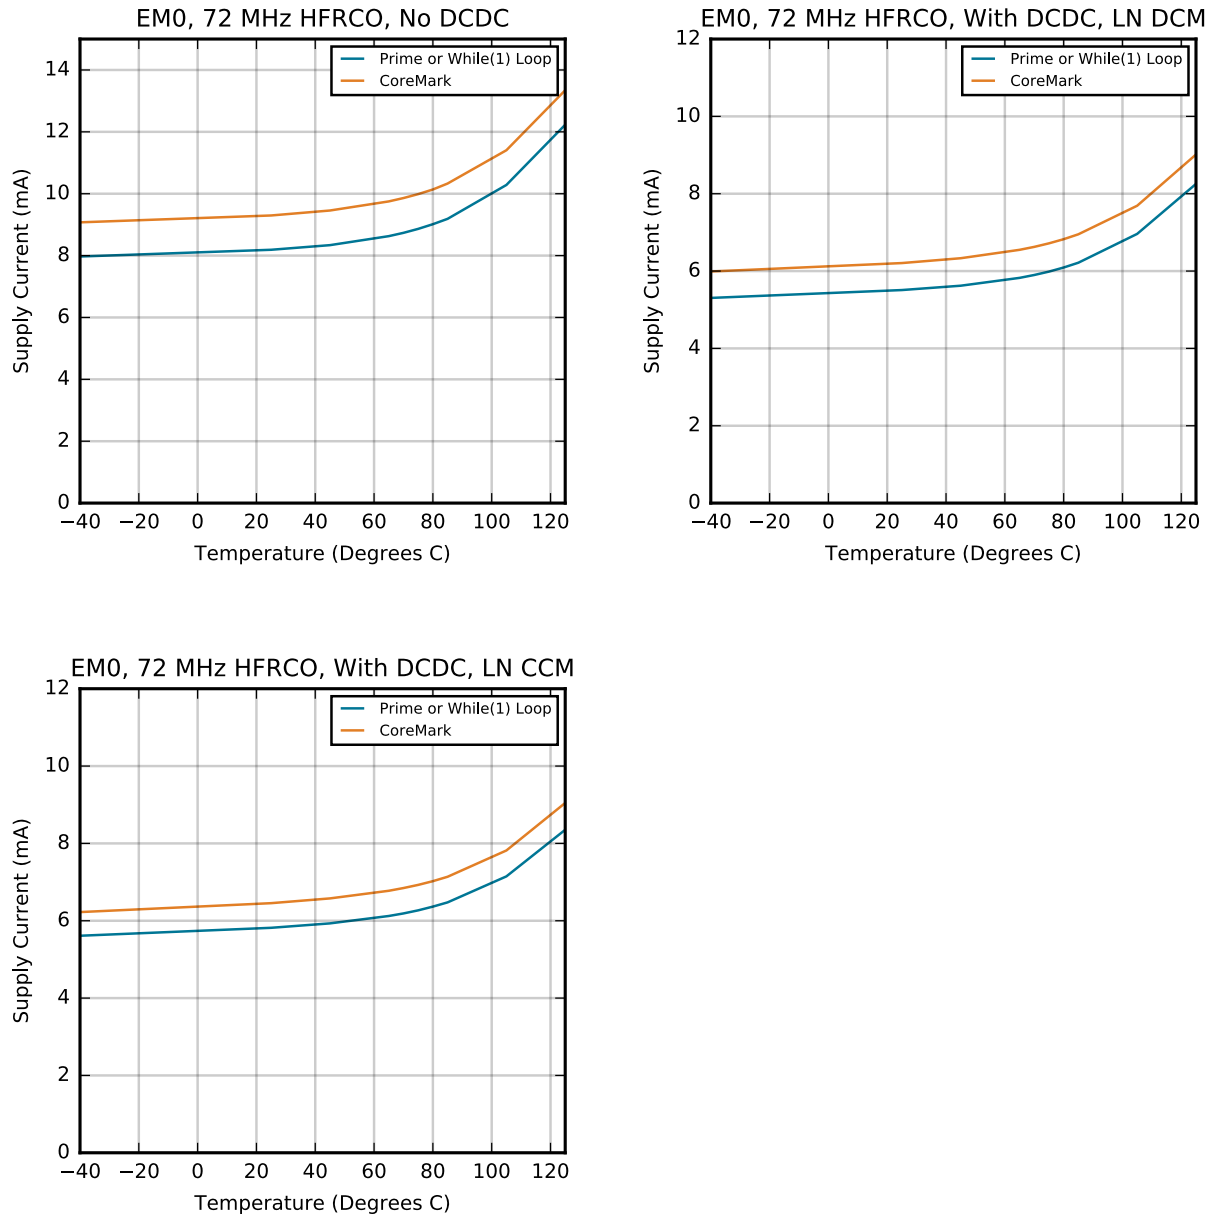 EM0, 72 MHz HFRCO, No DCDC
Prime or While(1) Loop
CoreMark
14
12
10
8
6
4
2
0
Supply Current (mA)
−40 −20 0 20 40 60 80 100 120
Temperature (Degrees C)
EM0, 72 MHz HFRCO, With DCDC, LN DCM
Prime or While(1) Loop
CoreMark
12
10
8
6
4
2
0
Supply Current (mA)
−40 −20 0 20 40 60 80 100 120
Temperature (Degrees C)
EM0, 72 MHz HFRCO, With DCDC, LN CCM
Prime or While(1) Loop
CoreMark
12
10
8
6
4
2
0
Supply Current (mA)
−40 −20 0 20 40 60 80 100 120
Temperature (Degrees C)